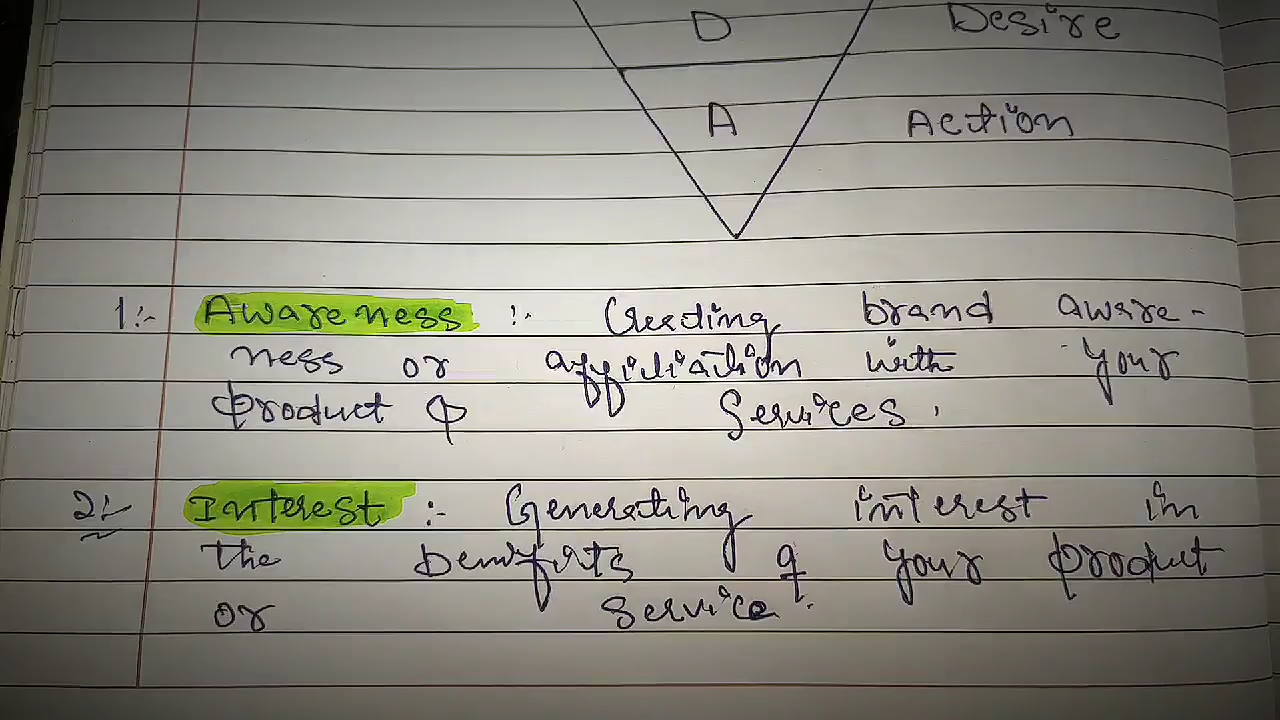 D Desire
A Action
1:- Awareness :- Creating brand aware-
ness or affiliation with your
product & Services.
2:- Interest :- Generating interest in
the benifits of your product
or service.